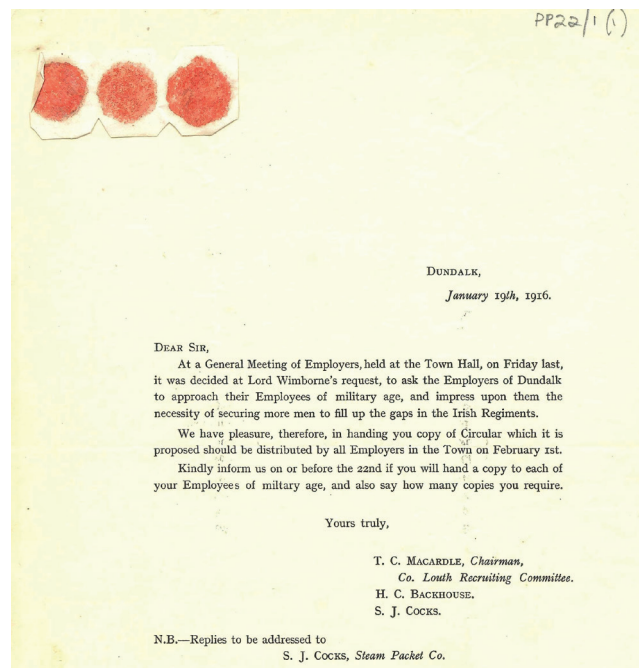 PP22/1(1)
DUNDALK,
January 19th, 1916.
DEAR SIR,
At a General Meeting of Employers, held at the Town Hall, on Friday last,
it was decided at Lord Wimborne's request, to ask the Employers of Dundalk
to approach their Employees of military age, and impress upon them the
necessity of securing more men to fill up the gaps in the Irish Regiments.
We have pleasure, therefore, in handing you copy of Circular which it is
proposed should be distributed by all Employers in the Town on February 1st.
Kindly inform us on or before the 22nd if you will hand a copy to each of
your Employees of miltary age, and also say how many copies you require.
Yours truly,
T. C. MACARDLE, Chairman,
Co. Louth Recruiting Committee.
H. C. BACKHOUSE.
S. J. COCKS.
N.B.—Replies to be addressed to
S. J. COCKS, Steam Packet Co.